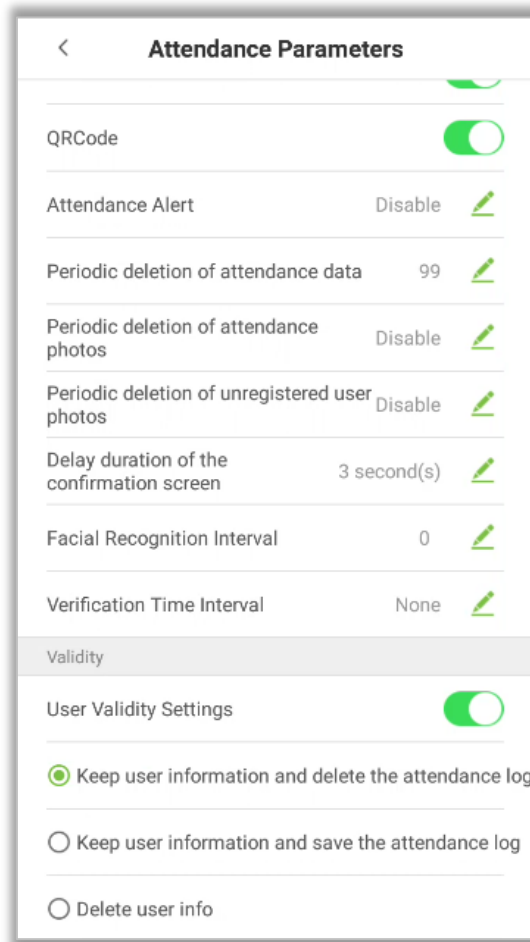 Attendance Parameters
QRCode
Attendance Alert Disable
Periodic deletion of attendance data 99
Periodic deletion of attendance
photos Disable
Periodic deletion of unregistered user
photos Disable
Delay duration of the
confirmation screen 3 second(s)
Facial Recognition Interval 0
Verification Time Interval None
Validity
User Validity Settings
Keep user information and delete the attendance log
Keep user information and save the attendance log
Delete user info